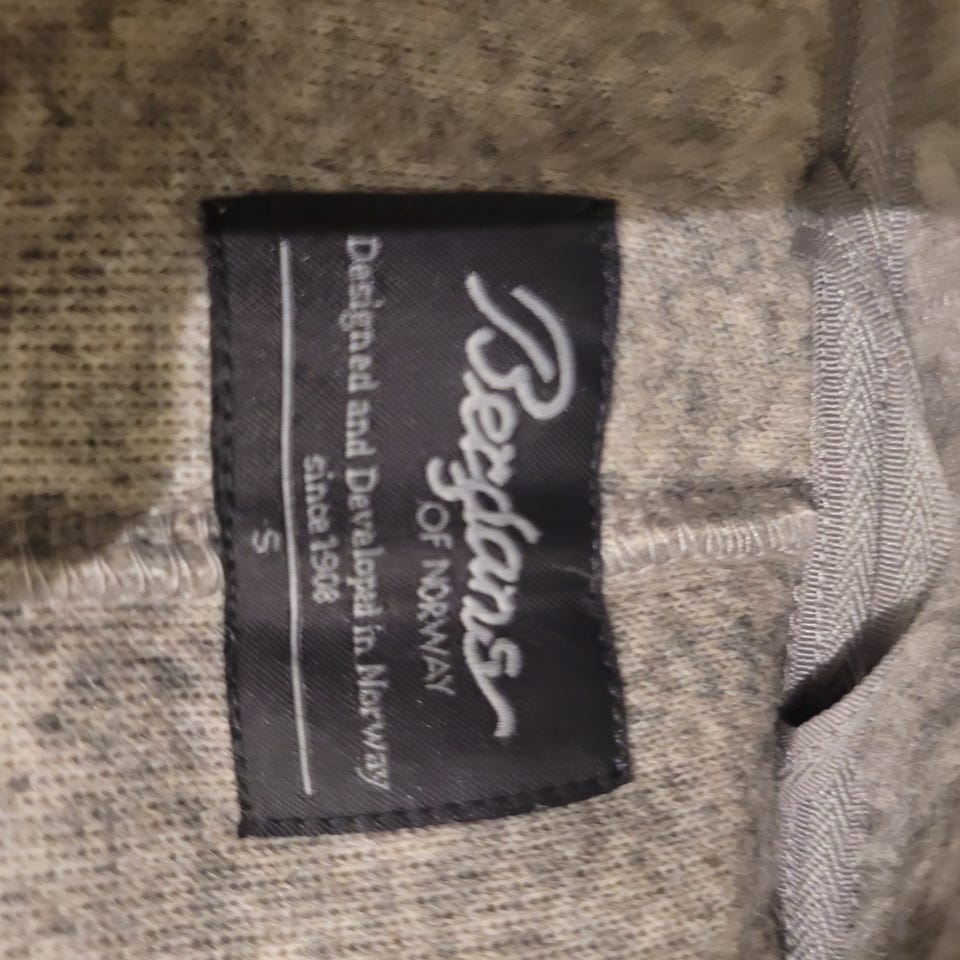 Bergans
OF NORWAY
Designed and Developed in Norway
since 1908
S